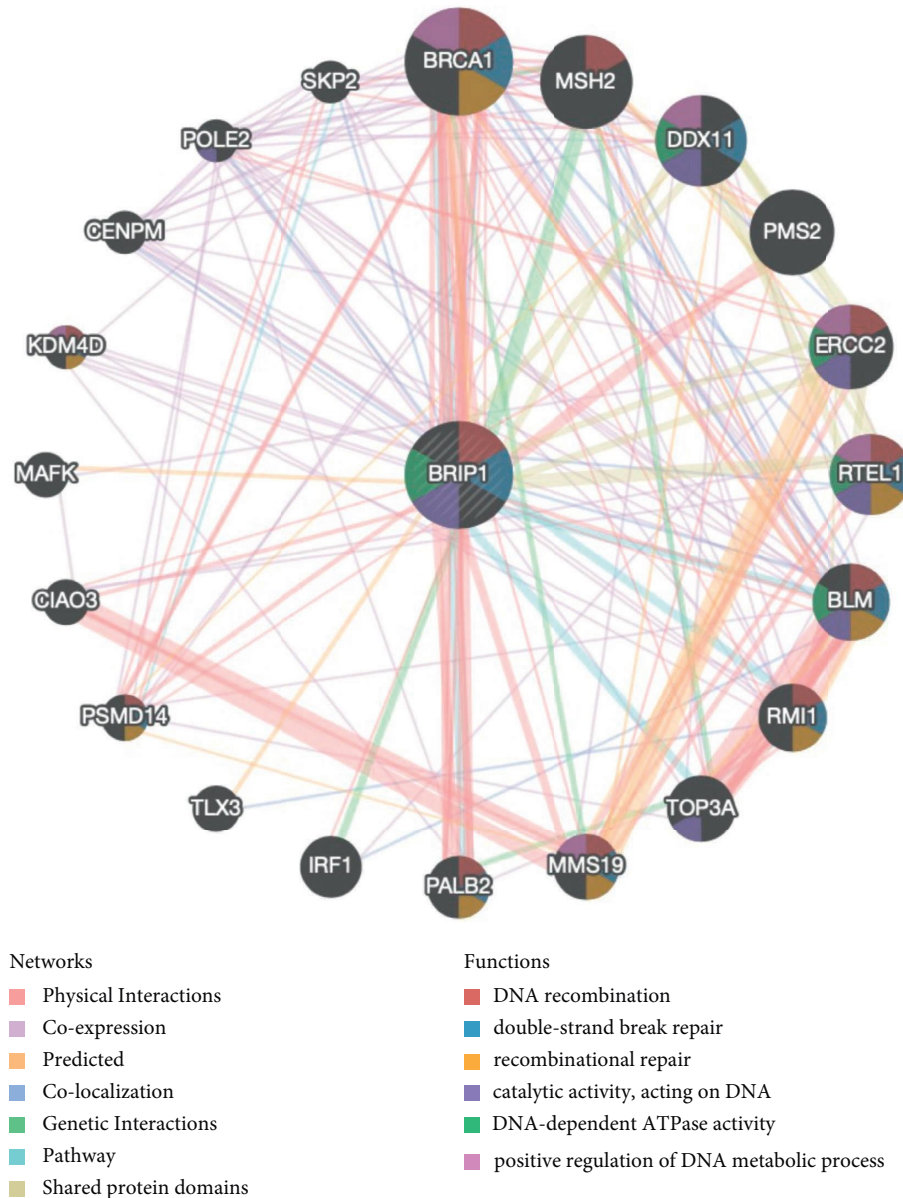 BRCA1
MSH2
SKP2
DDX11
POLE2
CENPM
PMS2
KDM4D
ERCC2
MAFK
BRIP1
RTEL1
CIAO3
BLM
PSMD14
RMI1
TLX3
TOP3A
IRF1
PALB2
MMS19
Networks
Physical Interactions
Co-expression
Predicted
Co-localization
Genetic Interactions
Pathway
Shared protein domains
Functions
DNA recombination
double-strand break repair
recombinational repair
catalytic activity, acting on DNA
DNA-dependent ATPase activity
positive regulation of DNA metabolic process